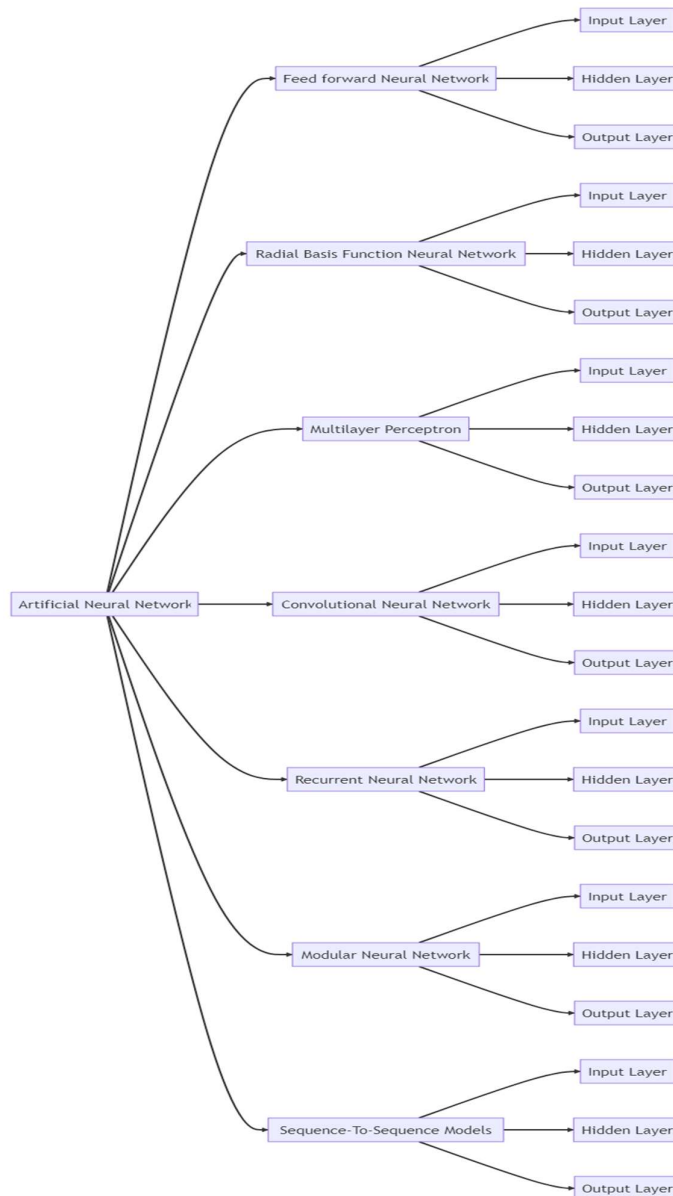 Input Layer
Feed forward Neural Network
Hidden Layer
Output Layer
Input Layer
Radial Basis Function Neural Network
Hidden Layer
Output Layer
Input Layer
Multilayer Perceptron
Hidden Layer
Output Layer
Input Layer
Artificial Neural Network
Convolutional Neural Network
Hidden Layer
Output Layer
Input Layer
Recurrent Neural Network
Hidden Layer
Output Layer
Input Layer
Modular Neural Network
Hidden Layer
Output Layer
Input Layer
Sequence-To-Sequence Models
Hidden Layer
Output Layer